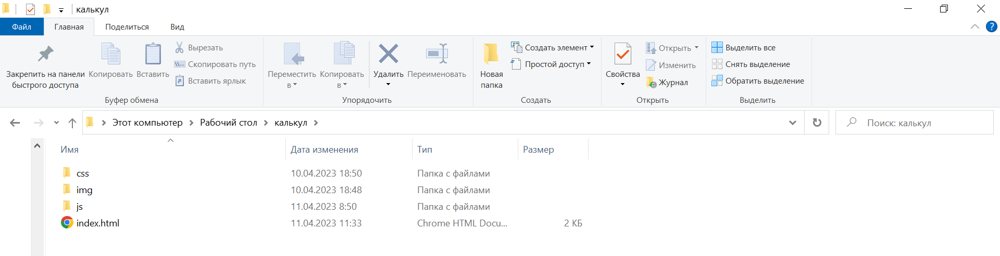 калькул
Файл Главная Поделиться Вид
Закрепить на панели быстрого доступа
Копировать
Вставить
Вырезать
Скопировать путь
Вставить ярлык
Буфер обмена
Переместить в
Копировать в
Удалить
Переименовать
Упорядочить
Новая папка
Создать элемент
Простой доступ
Создать
Свойства
Открыть
Изменить
Журнал
Открыть
Выделить все
Снять выделение
Обратить выделение
Выделить
Этот компьютер Рабочий стол калькул
Поиск: калькул
Имя Дата изменения Тип Размер
css 10.04.2023 18:50 Папка с файлами
img 10.04.2023 18:48 Папка с файлами
js 11.04.2023 8:50 Папка с файлами
index.html 11.04.2023 11:33 Chrome HTML Docu... 2 КБ